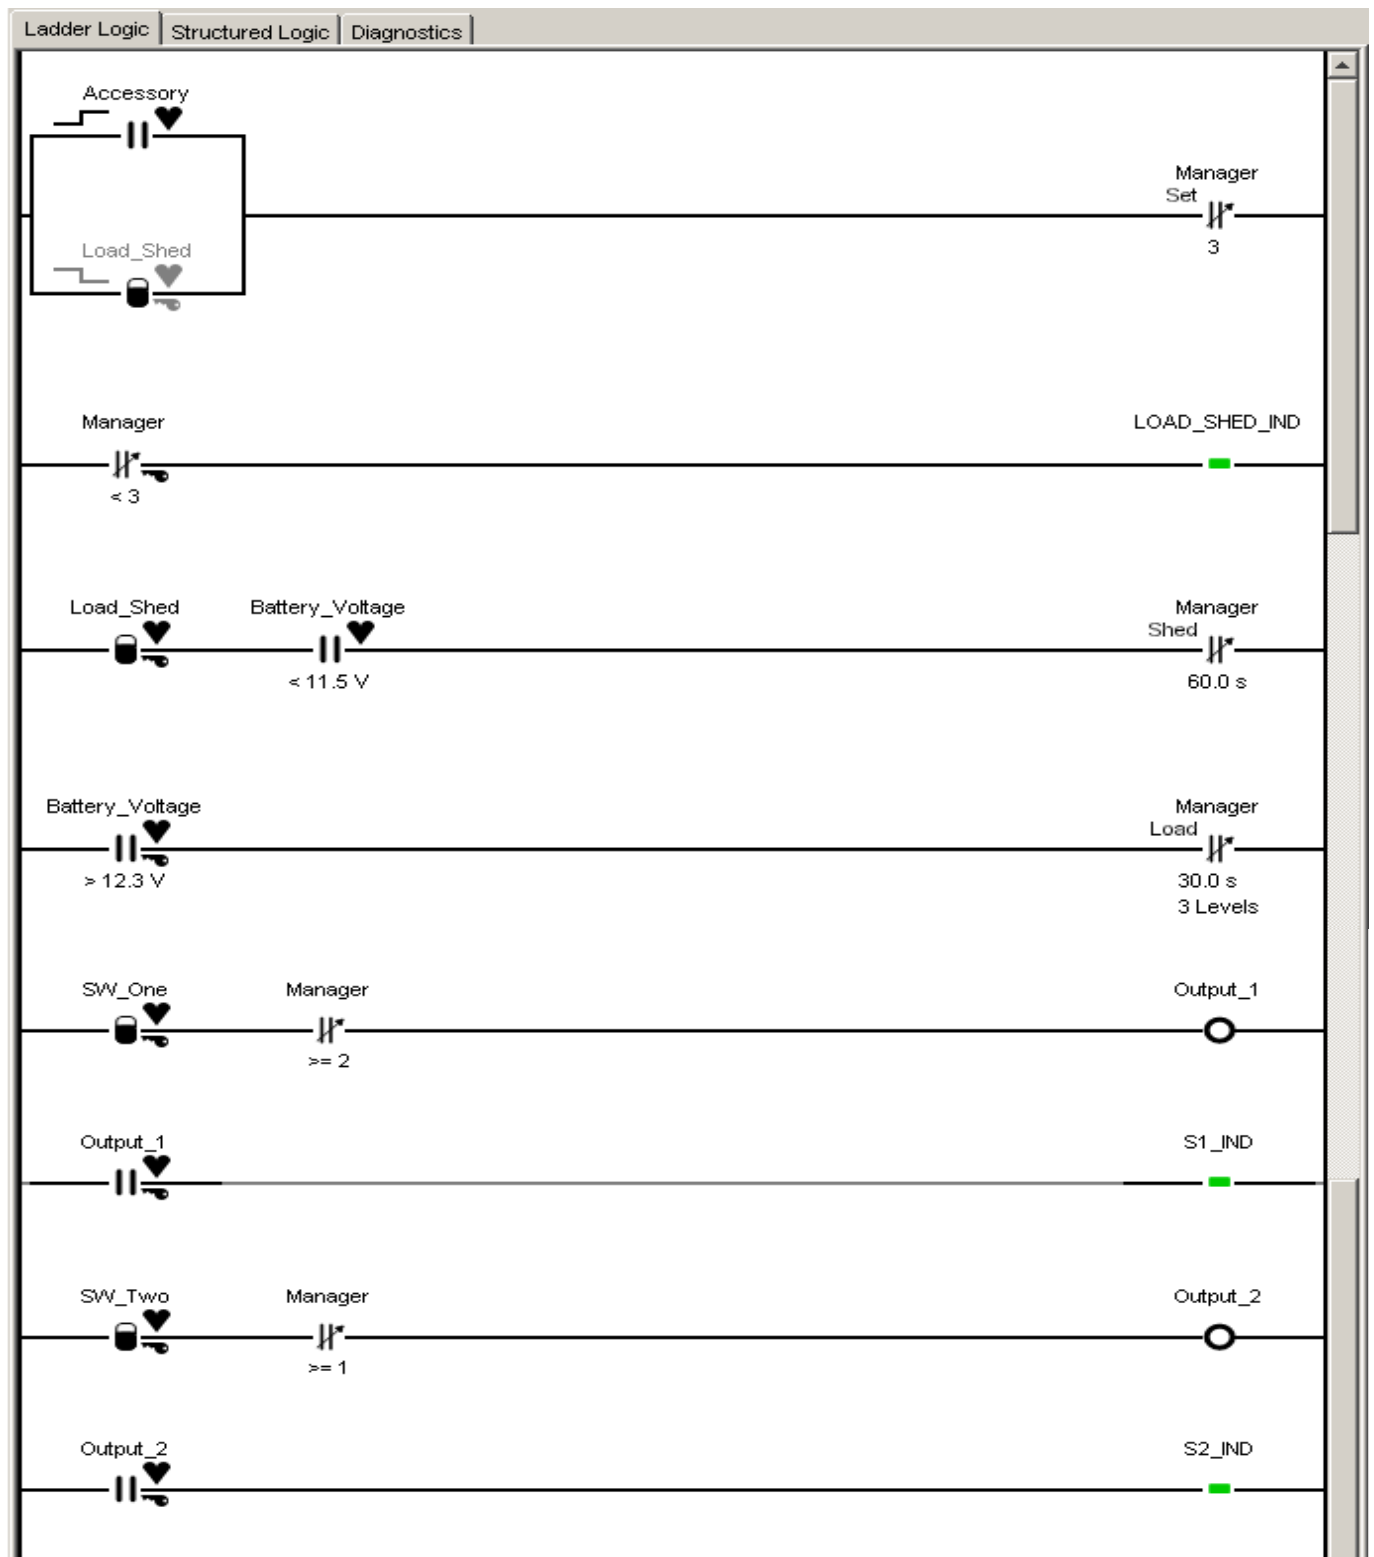 Ladder Logic Structured Logic Diagnostics
Accessory
Manager
Set
3
Load_Shed
Manager LOAD_SHED_IND
< 3
Load_Shed Battery_Voltage Manager
Shed
< 11.5 V 60.0 s
Battery_Voltage Manager
Load
> 12.3 V 30.0 s
3 Levels
SW_One Manager Output_1
>= 2
Output_1 S1_IND
SW_Two Manager Output_2
>= 1
Output_2 S2_IND